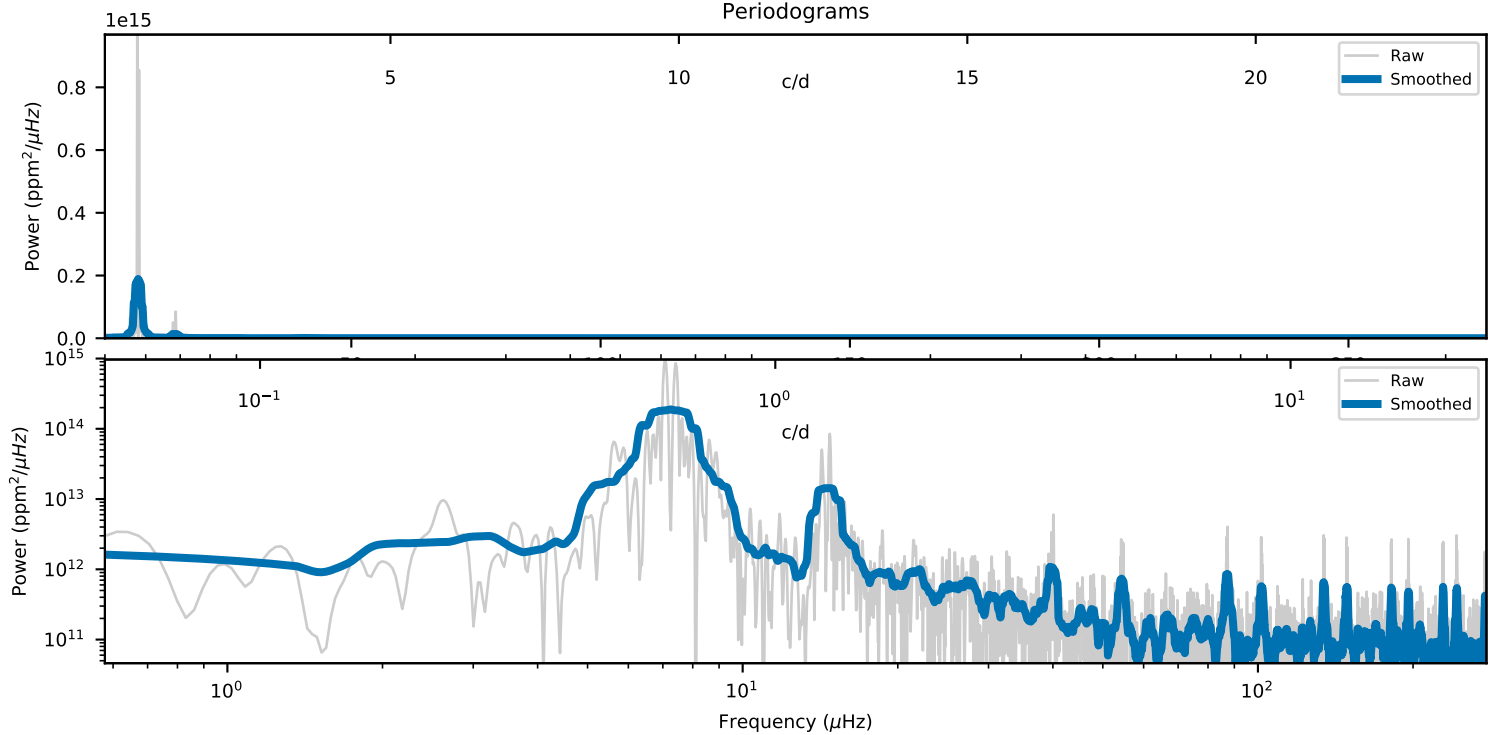 Periodograms
1e15
Raw
Smoothed
5
10
15
20
c/d
0.8
0.6
0.4
0.2
0.0
Power (ppm²/μHz)
10¹⁵
10¹⁴
10¹³
10¹²
10¹¹
Power (ppm²/μHz)
Raw
Smoothed
10⁻¹
10⁰
10¹
c/d
10⁰
10¹
10²
Frequency (μHz)